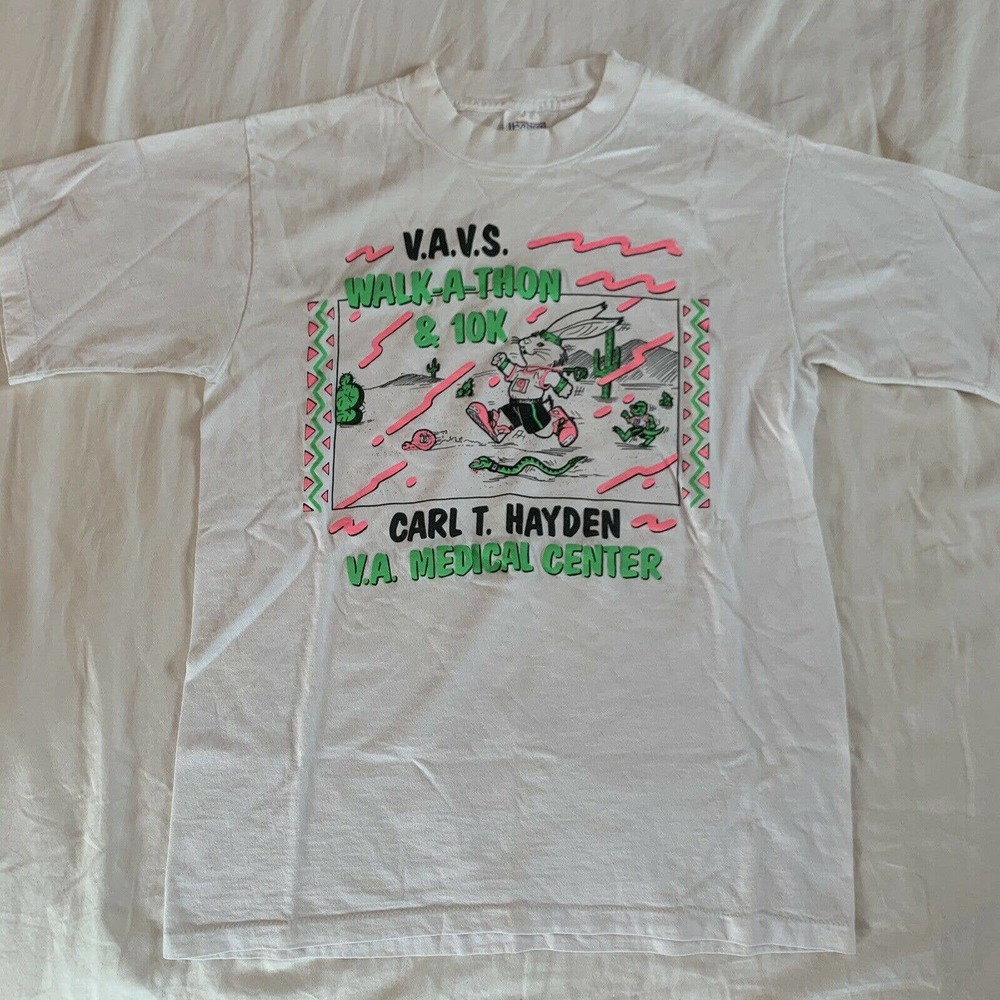 V.A.V.S.
WALK-A-THON
& 10K
CARL T. HAYDEN
V.A. MEDICAL CENTER